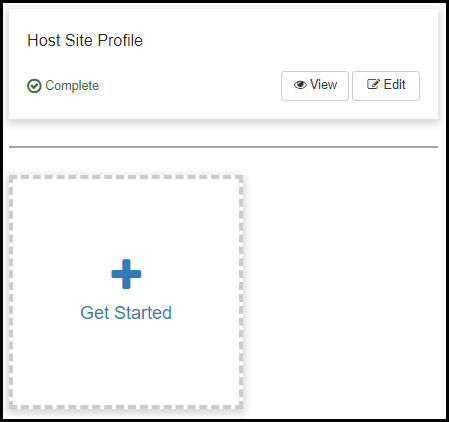 Host Site Profile
Complete
View
Edit
Get Started